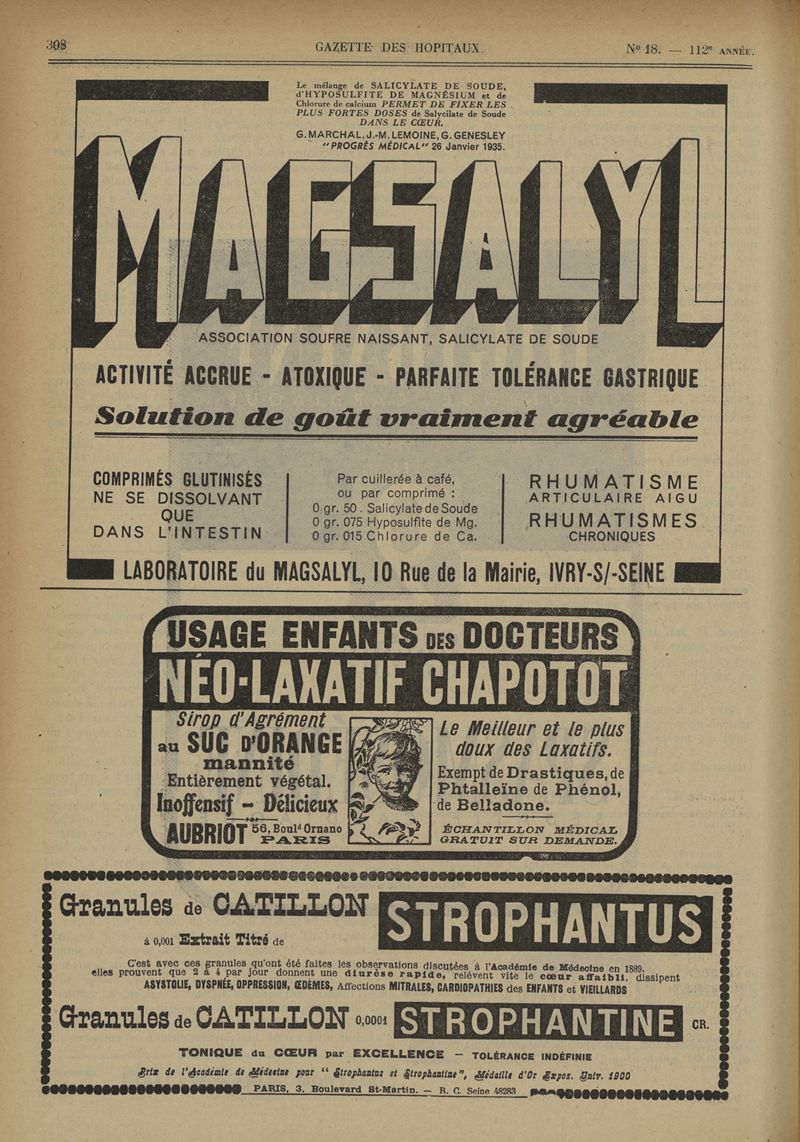 308
GAZETTE DES HOPITAUX.
N° 18. — 112e ANNÉE.
Le mélange de SALICYLATE DE SOUDE,
d'HYPOSULFITE DE MAGNÉSIUM et de
Chlorure de calcium PERMET DE FIXER LES
PLUS FORTES DOSES de Salycilate de Soude
DANS LE CŒUR.
G. MARCHAL, J.-M. LEMOINE, G. GENESLEY
"PROGRÈS MÉDICAL" 26 Janvier 1935.
MAGSALYL
ASSOCIATION SOUFRE NAISSANT, SALICYLATE DE SOUDE
ACTIVITÉ ACCRUE - ATOXIQUE - PARFAITE TOLÉRANCE GASTRIQUE
Solution de goût vraiment agréable
COMPRIMÉS GLUTINISÉS
NE SE DISSOLVANT
QUE
DANS L'INTESTIN
Par cuillerée à café,
ou par comprimé :
0 gr. 50 . Salicylate de Soude
0 gr. 075 Hyposulfite de Mg.
0 gr. 015 Chlorure de Ca.
RHUMATISME
ARTICULAIRE AIGU
RHUMATISMES
CHRONIQUES
LABORATOIRE du MAGSALYL, 10 Rue de la Mairie, IVRY-S/-SEINE
USAGE ENFANTS DES DOCTEURS
NÉO-LAXATIF CHAPOTOT
Sirop d'Agrément
au SUC D'ORANGE
mannité
Entièrement végétal.
Inoffensif - Délicieux
AUBRIOT 56, Bould Ornano
PARIS
Le Meilleur et le plus
doux des Laxatifs.
Exempt de Drastiques, de
Phtalleïne de Phénol,
de Belladone.
ÉCHANTILLON MÉDICAL
GRATUIT SUR DEMANDE.
Granules de CATILLON
à 0,001 Extrait Titré de
STROPHANTUS
C'est avec ces granules qu'ont été faites les observations discutées à l'Académie de Médecine en 1889.
elles prouvent que 2 à 4 par jour donnent une diurèse rapide, relèvent vite le cœur affaibli, dissipent
ASYSTOLIE, DYSPNÉE, OPPRESSION, ŒDÈMES, Affections MITRALES, CARDIOPATHIES des ENFANTS et VIEILLARDS
Granules de CATILLON 0,0001 STROPHANTINE CR.
TONIQUE du CŒUR par EXCELLENCE — TOLÉRANCE INDÉFINIE
Prix de l'Académie de Médecine pour "Strophantus et Strophantine", Médaille d'Or Expos. Univ. 1900
PARIS, 3, Boulevard St-Martin. — R. C. Seine 48283